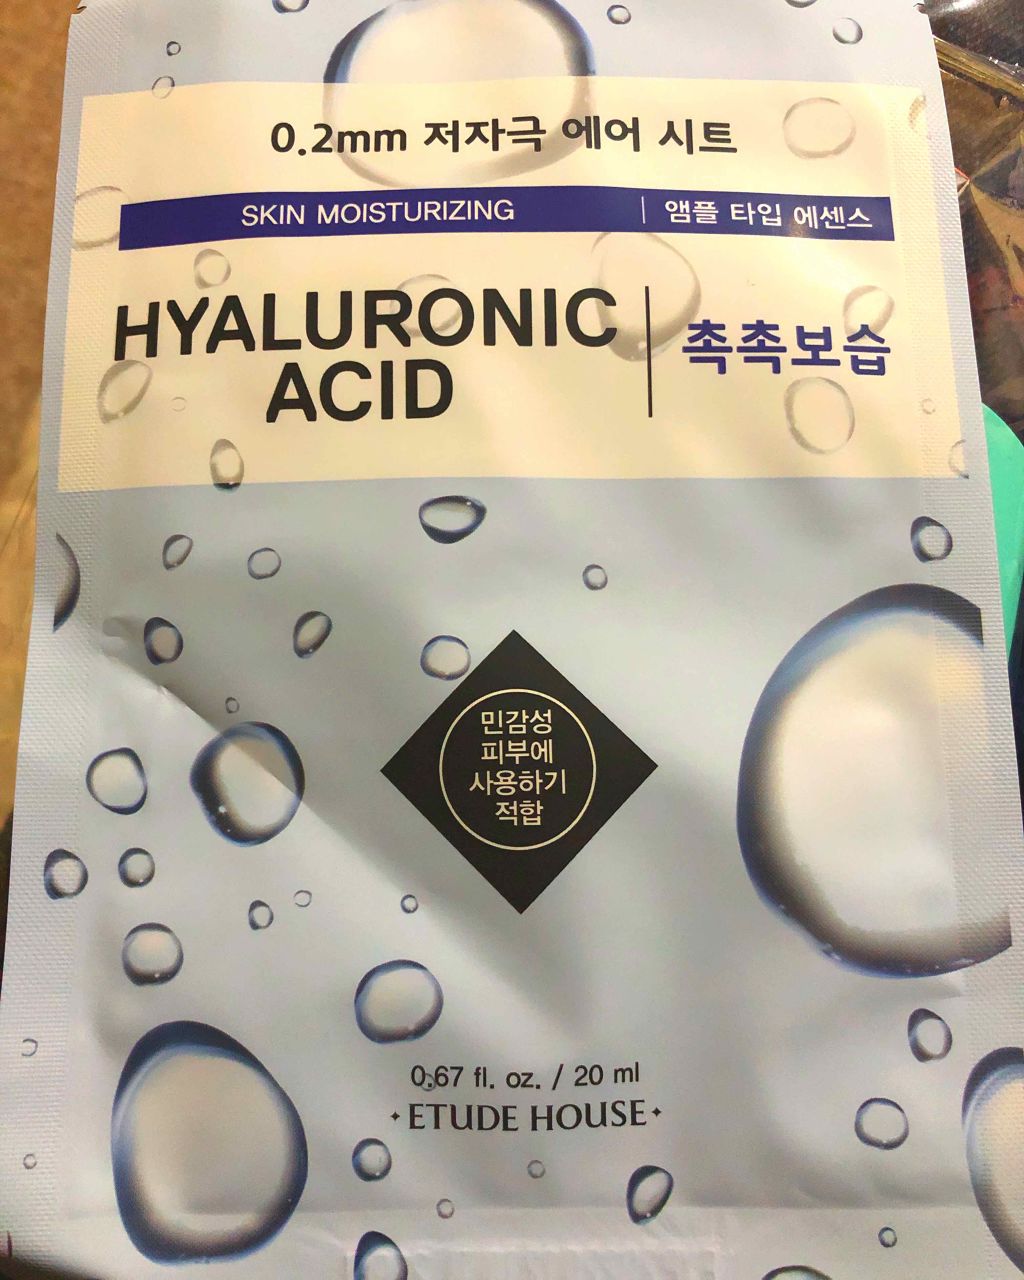 0.2mm 저자극 에어 시트
SKIN MOISTURIZING | 앰플 타입 에센스
HYALURONIC
ACID
촉촉보습
민감성
피부에
사용하기
적합
0.67 fl. oz. / 20 ml
ETUDE HOUSE